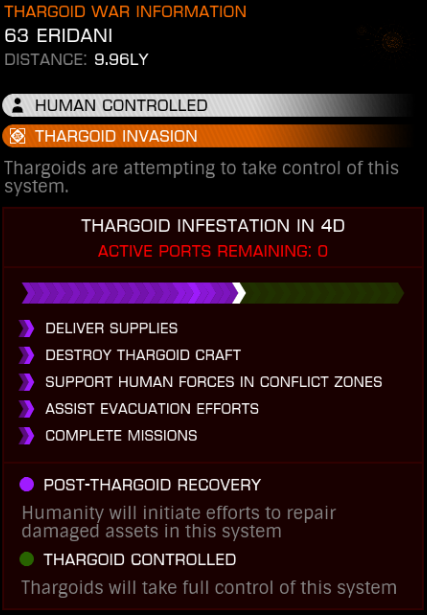 THARGOID WAR INFORMATION
63 ERIDANI
DISTANCE: 9.96LY
HUMAN CONTROLLED
THARGOID INVASION
Thargoids are attempting to take control of this
system.
THARGOID INFESTATION IN 4D
ACTIVE PORTS REMAINING: 0
DELIVER SUPPLIES
DESTROY THARGOID CRAFT
SUPPORT HUMAN FORCES IN CONFLICT ZONES
ASSIST EVACUATION EFFORTS
COMPLETE MISSIONS
POST-THARGOID RECOVERY
Humanity will initiate efforts to repair
damaged assets in this system
THARGOID CONTROLLED
Thargoids will take full control of this system